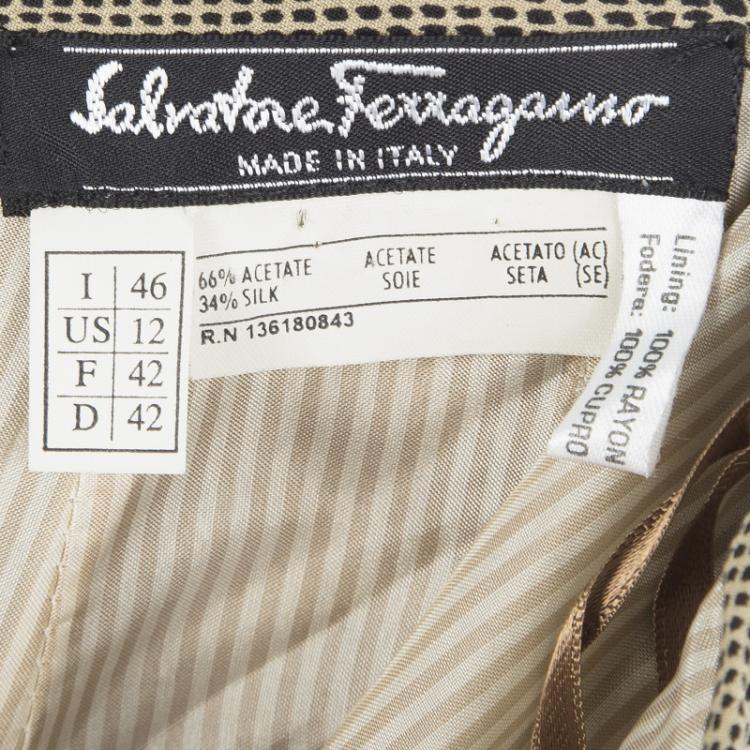 Salvatore Ferragamo
MADE IN ITALY
I 46
US 12
F 42
D 42
66% ACETATE
34% SILK
ACETATE
SOIE
ACETATO (AC)
SETA (SE)
R.N 136180843
Lining: 100% RAYON
Fodera: 100% CUPRO